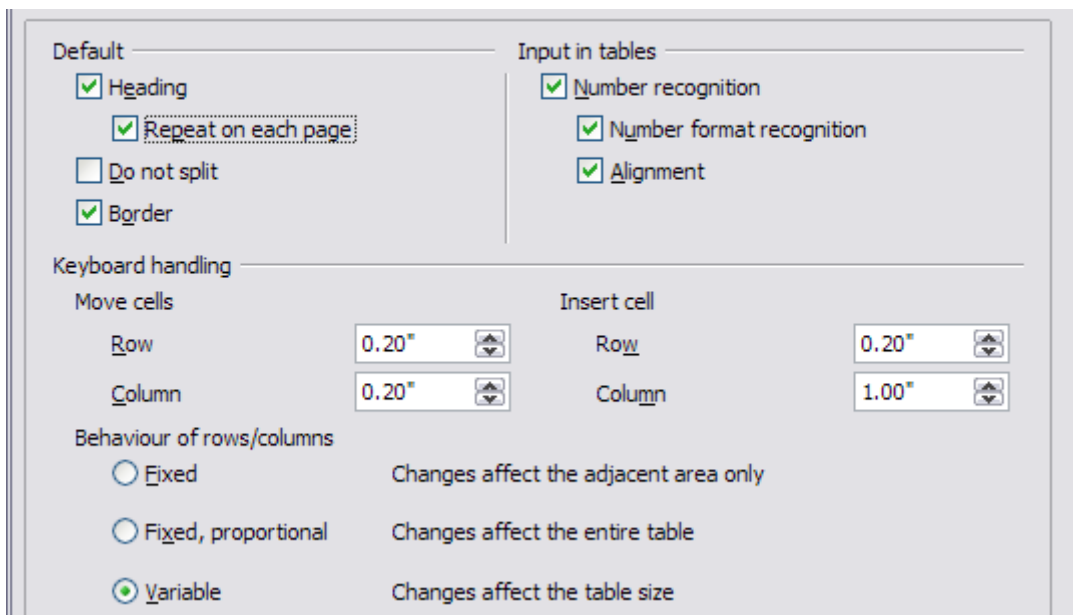 Default
Heading
Repeat on each page
Do not split
Border
Input in tables
Number recognition
Number format recognition
Alignment
Keyboard handling
Move cells
Row 0.20"
Column 0.20"
Insert cell
Row 0.20"
Column 1.00"
Behaviour of rows/columns
Fixed Changes affect the adjacent area only
Fixed, proportional Changes affect the entire table
Variable Changes affect the table size